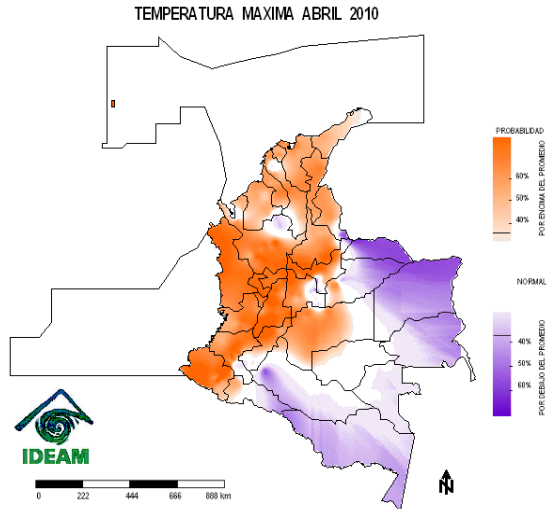 TEMPERATURA MAXIMA ABRIL 2010
PROBABILIDAD
60%
50%
40%
POR ENCIMA DEL PROMEDIO
NORMAL
40%
50%
60%
POR DEBAJO DEL PROMEDIO
IDEAM
0 222 444 666 888 km
N